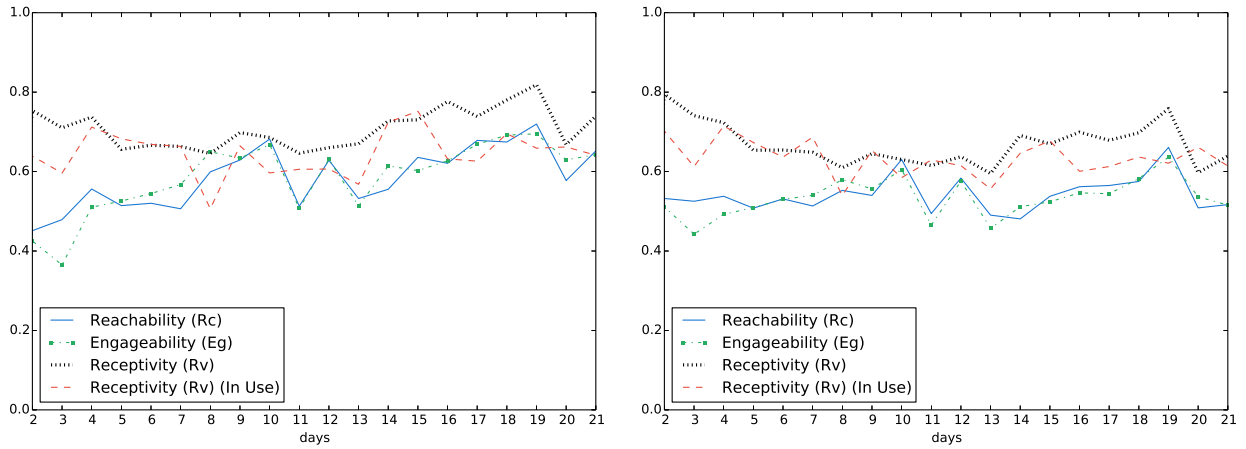 1.0
0.8
0.6
0.4
0.2
0.0
Reachability (Rc)
Engageability (Eg)
Receptivity (Rv)
Receptivity (Rv) (In Use)
2 3 4 5 6 7 8 9 10 11 12 13 14 15 16 17 18 19 20 21
days
1.0
0.8
0.6
0.4
0.2
0.0
Reachability (Rc)
Engageability (Eg)
Receptivity (Rv)
Receptivity (Rv) (In Use)
2 3 4 5 6 7 8 9 10 11 12 13 14 15 16 17 18 19 20 21
days